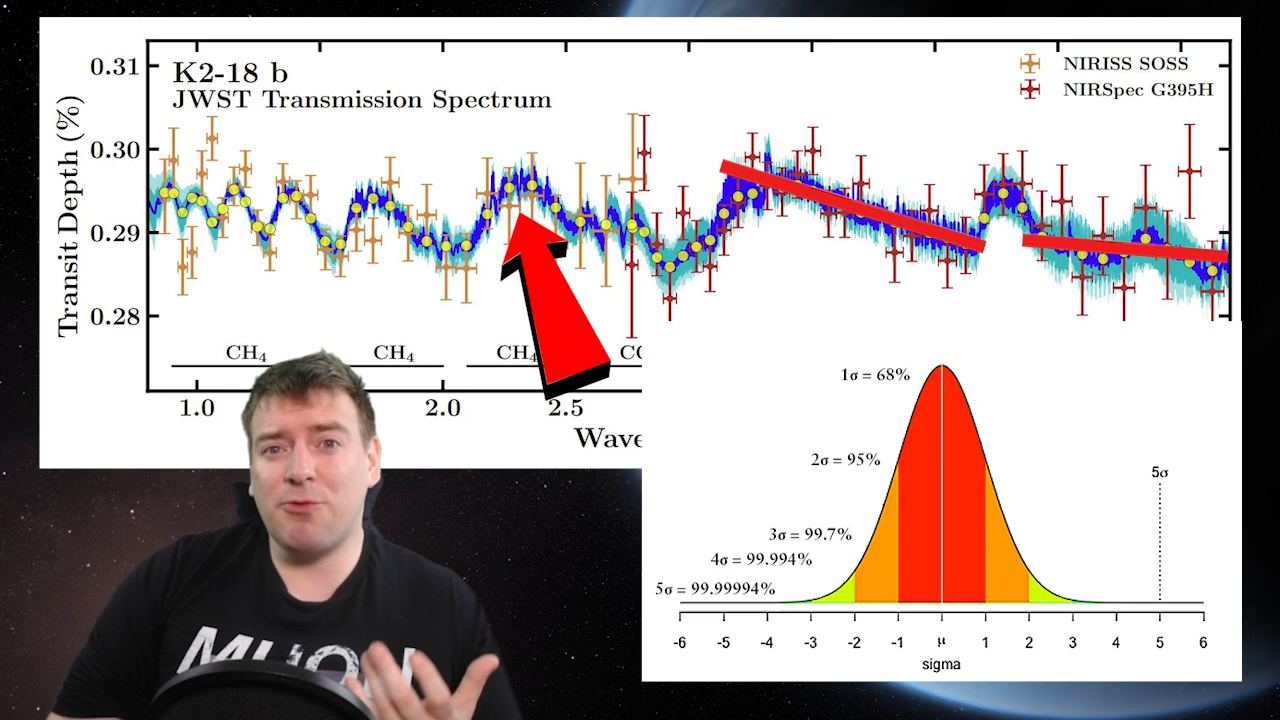 0.31
0.30
0.29
0.28
Transit Depth (%)
K2-18 b
JWST Transmission Spectrum
NIRISS SOSS
NIRSpec G395H
CH₄
CH₄
CH₄
1.0
2.0
2.5
Wave
1σ = 68%
2σ = 95%
3σ = 99.7%
4σ = 99.994%
5σ = 99.99994%
5σ
-6 -5 -4 -3 -2 -1 μ 1 2 3 4 5 6
sigma